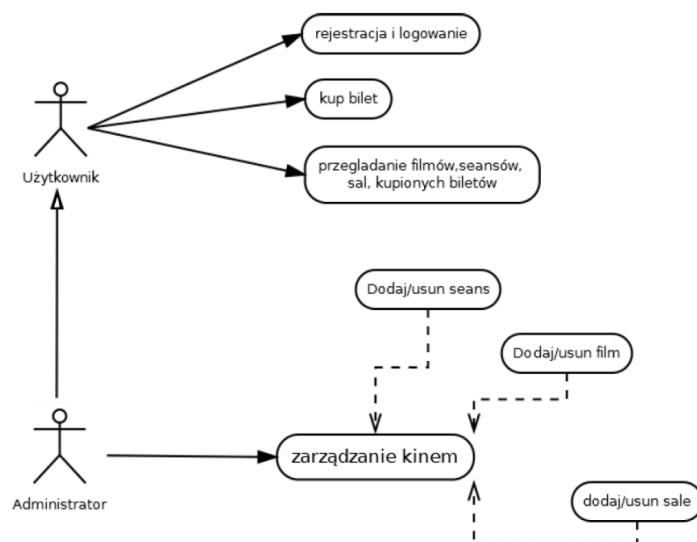 rejestracja i logowanie
kup bilet
przegladanie filmów,seansów,
sal, kupionych biletów
Użytkownik
Dodaj/usun seans
Dodaj/usun film
zarządzanie kinem
dodaj/usun sale
Administrator